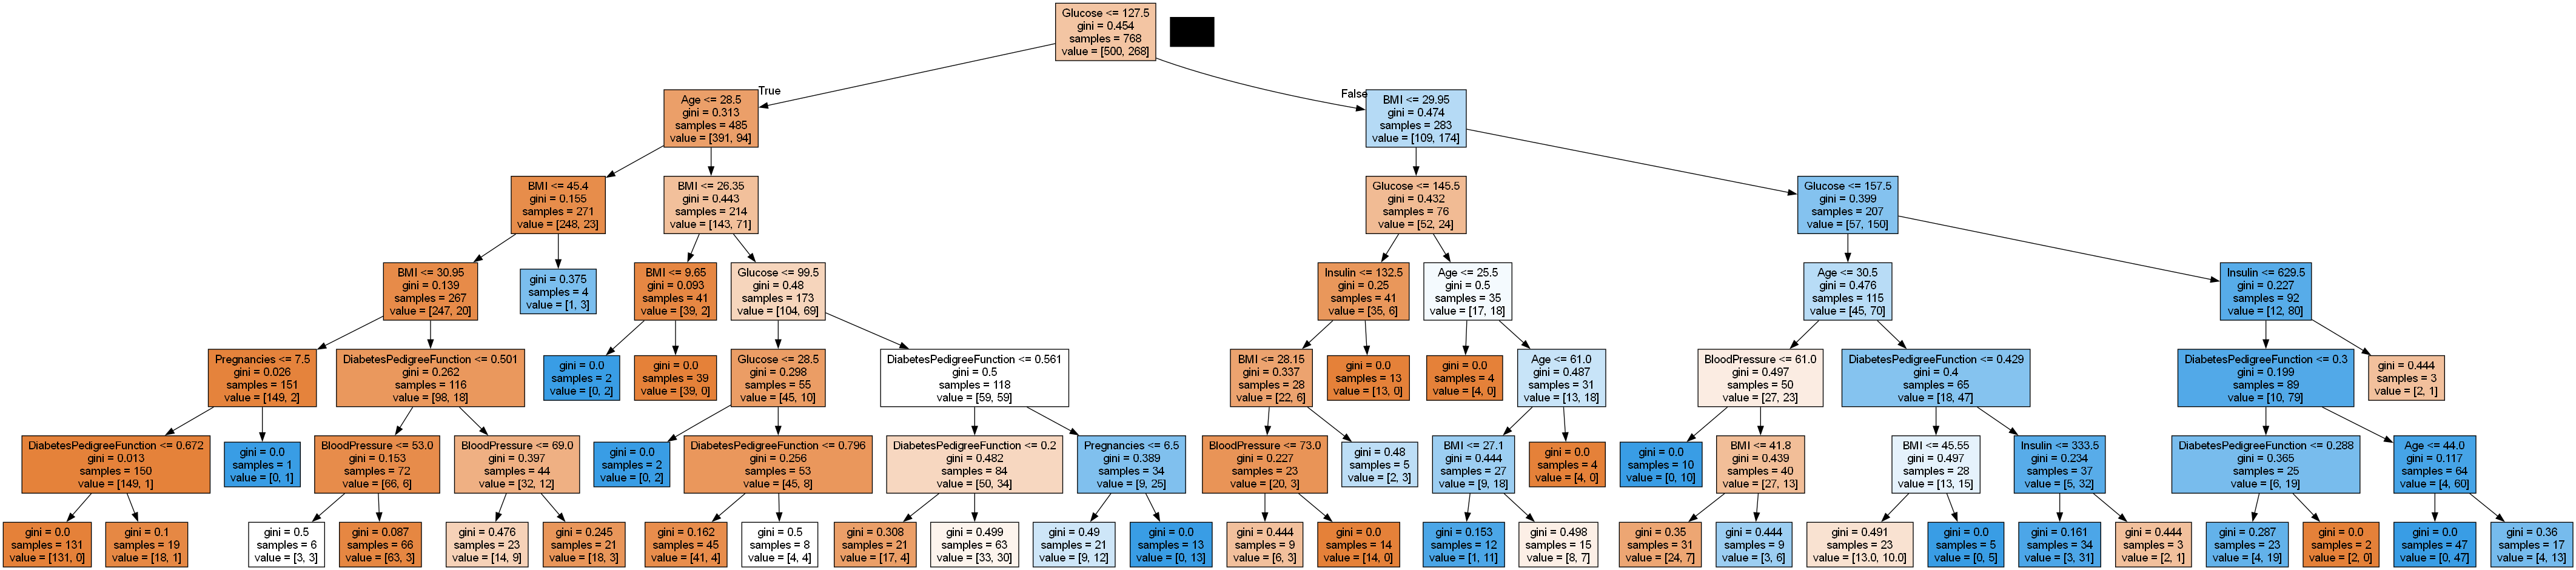 Glucose <= 127.5
gini = 0.454
samples = 768
value = [500, 268]
True
False
Age <= 28.5
gini = 0.313
samples = 485
value = [391, 94]
BMI <= 29.95
gini = 0.474
samples = 283
value = [109, 174]
BMI <= 45.4
gini = 0.155
samples = 271
value = [248, 23]
BMI <= 26.35
gini = 0.443
samples = 214
value = [143, 71]
Glucose <= 145.5
gini = 0.432
samples = 76
value = [52, 24]
Glucose <= 157.5
gini = 0.399
samples = 207
value = [57, 150]
BMI <= 30.95
gini = 0.139
samples = 267
value = [247, 20]
gini = 0.375
samples = 4
value = [1, 3]
BMI <= 9.65
gini = 0.093
samples = 41
value = [39, 2]
Glucose <= 99.5
gini = 0.48
samples = 173
value = [104, 69]
Insulin <= 132.5
gini = 0.25
samples = 41
value = [35, 6]
Age <= 25.5
gini = 0.5
samples = 35
value = [17, 18]
Age <= 30.5
gini = 0.476
samples = 115
value = [45, 70]
Insulin <= 629.5
gini = 0.227
samples = 92
value = [12, 80]
Pregnancies <= 7.5
gini = 0.026
samples = 151
value = [149, 2]
DiabetesPedigreeFunction <= 0.501
gini = 0.262
samples = 116
value = [98, 18]
gini = 0.0
samples = 2
value = [0, 2]
gini = 0.0
samples = 39
value = [39, 0]
Glucose <= 28.5
gini = 0.298
samples = 55
value = [45, 10]
DiabetesPedigreeFunction <= 0.561
gini = 0.5
samples = 118
value = [59, 59]
BMI <= 28.15
gini = 0.337
samples = 28
value = [22, 6]
gini = 0.0
samples = 13
value = [13, 0]
gini = 0.0
samples = 4
value = [4, 0]
Age <= 61.0
gini = 0.487
samples = 31
value = [13, 18]
BloodPressure <= 61.0
gini = 0.497
samples = 50
value = [27, 23]
DiabetesPedigreeFunction <= 0.429
gini = 0.4
samples = 65
value = [18, 47]
DiabetesPedigreeFunction <= 0.3
gini = 0.199
samples = 89
value = [10, 79]
gini = 0.444
samples = 3
value = [2, 1]
DiabetesPedigreeFunction <= 0.672
gini = 0.013
samples = 150
value = [149, 1]
gini = 0.0
samples = 1
value = [0, 1]
BloodPressure <= 53.0
gini = 0.153
samples = 72
value = [66, 6]
BloodPressure <= 69.0
gini = 0.397
samples = 44
value = [32, 12]
gini = 0.0
samples = 2
value = [0, 2]
DiabetesPedigreeFunction <= 0.796
gini = 0.256
samples = 53
value = [45, 8]
DiabetesPedigreeFunction <= 0.2
gini = 0.482
samples = 84
value = [50, 34]
Pregnancies <= 6.5
gini = 0.389
samples = 34
value = [9, 25]
BloodPressure <= 73.0
gini = 0.227
samples = 23
value = [20, 3]
gini = 0.48
samples = 5
value = [2, 3]
BMI <= 27.1
gini = 0.444
samples = 27
value = [9, 18]
gini = 0.0
samples = 4
value = [4, 0]
gini = 0.0
samples = 10
value = [0, 10]
BMI <= 41.8
gini = 0.439
samples = 40
value = [27, 13]
BMI <= 45.55
gini = 0.497
samples = 28
value = [13, 15]
Insulin <= 333.5
gini = 0.234
samples = 37
value = [5, 32]
DiabetesPedigreeFunction <= 0.288
gini = 0.365
samples = 25
value = [6, 19]
Age <= 44.0
gini = 0.117
samples = 64
value = [4, 60]
gini = 0.0
samples = 131
value = [131, 0]
gini = 0.1
samples = 19
value = [18, 1]
gini = 0.5
samples = 6
value = [3, 3]
gini = 0.087
samples = 66
value = [63, 3]
gini = 0.476
samples = 23
value = [14, 9]
gini = 0.245
samples = 21
value = [18, 3]
gini = 0.162
samples = 45
value = [41, 4]
gini = 0.5
samples = 8
value = [4, 4]
gini = 0.308
samples = 21
value = [17, 4]
gini = 0.499
samples = 63
value = [33, 30]
gini = 0.49
samples = 21
value = [9, 12]
gini = 0.0
samples = 13
value = [0, 13]
gini = 0.444
samples = 9
value = [6, 3]
gini = 0.0
samples = 14
value = [14, 0]
gini = 0.153
samples = 12
value = [1, 11]
gini = 0.498
samples = 15
value = [8, 7]
gini = 0.35
samples = 31
value = [24, 7]
gini = 0.444
samples = 9
value = [3, 6]
gini = 0.491
samples = 23
value = [13.0, 10.0]
gini = 0.0
samples = 5
value = [0, 5]
gini = 0.161
samples = 34
value = [3, 31]
gini = 0.444
samples = 3
value = [2, 1]
gini = 0.287
samples = 23
value = [4, 19]
gini = 0.0
samples = 2
value = [2, 0]
gini = 0.0
samples = 47
value = [0, 47]
gini = 0.36
samples = 17
value = [4, 13]